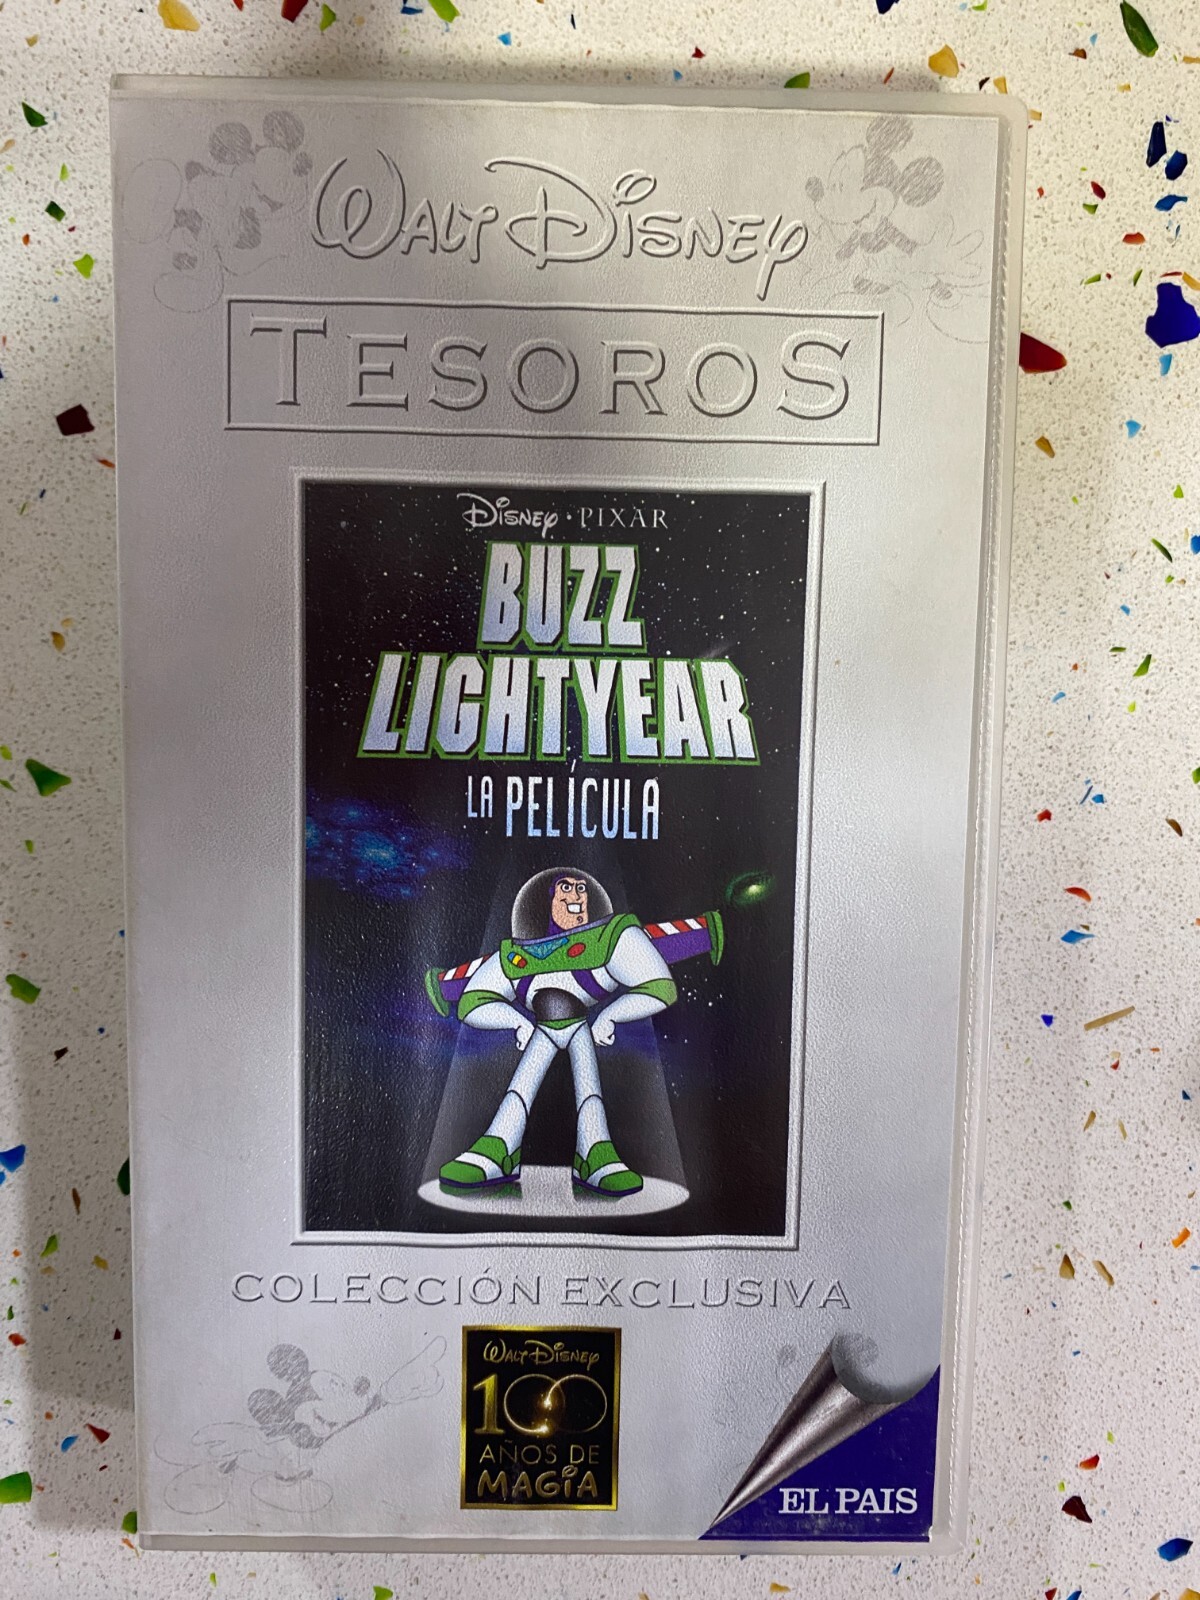 WALT DISNEY
TESOROS
DISNEY · PIXAR
BUZZ
LIGHTYEAR
LA PELÍCULA
COLECCIÓN EXCLUSIVA
WALT DISNEY
100
AÑOS DE
MAGIA
EL PAIS